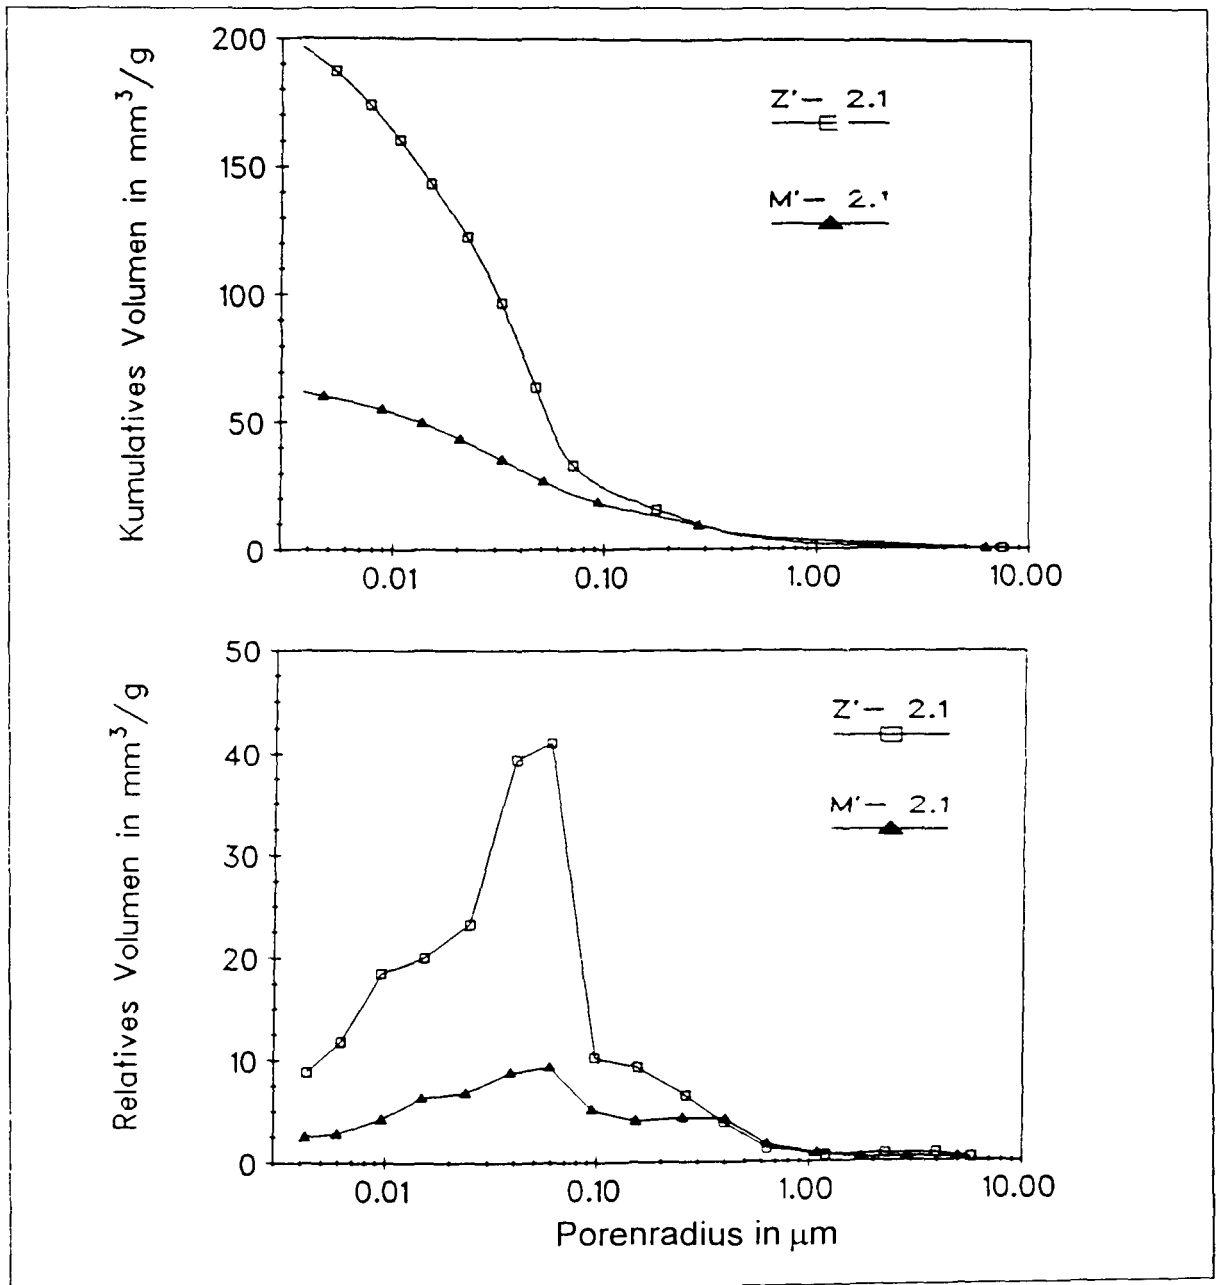 Kumulatives Volumen in mm³/g
200
150
100
50
0
Z'– 2.1
M'– 2.1
0.01 0.10 1.00 10.00
Relatives Volumen in mm³/g
50
40
30
20
10
0
Z'– 2.1
M'– 2.1
0.01 0.10 1.00 10.00
Porenradius in μm